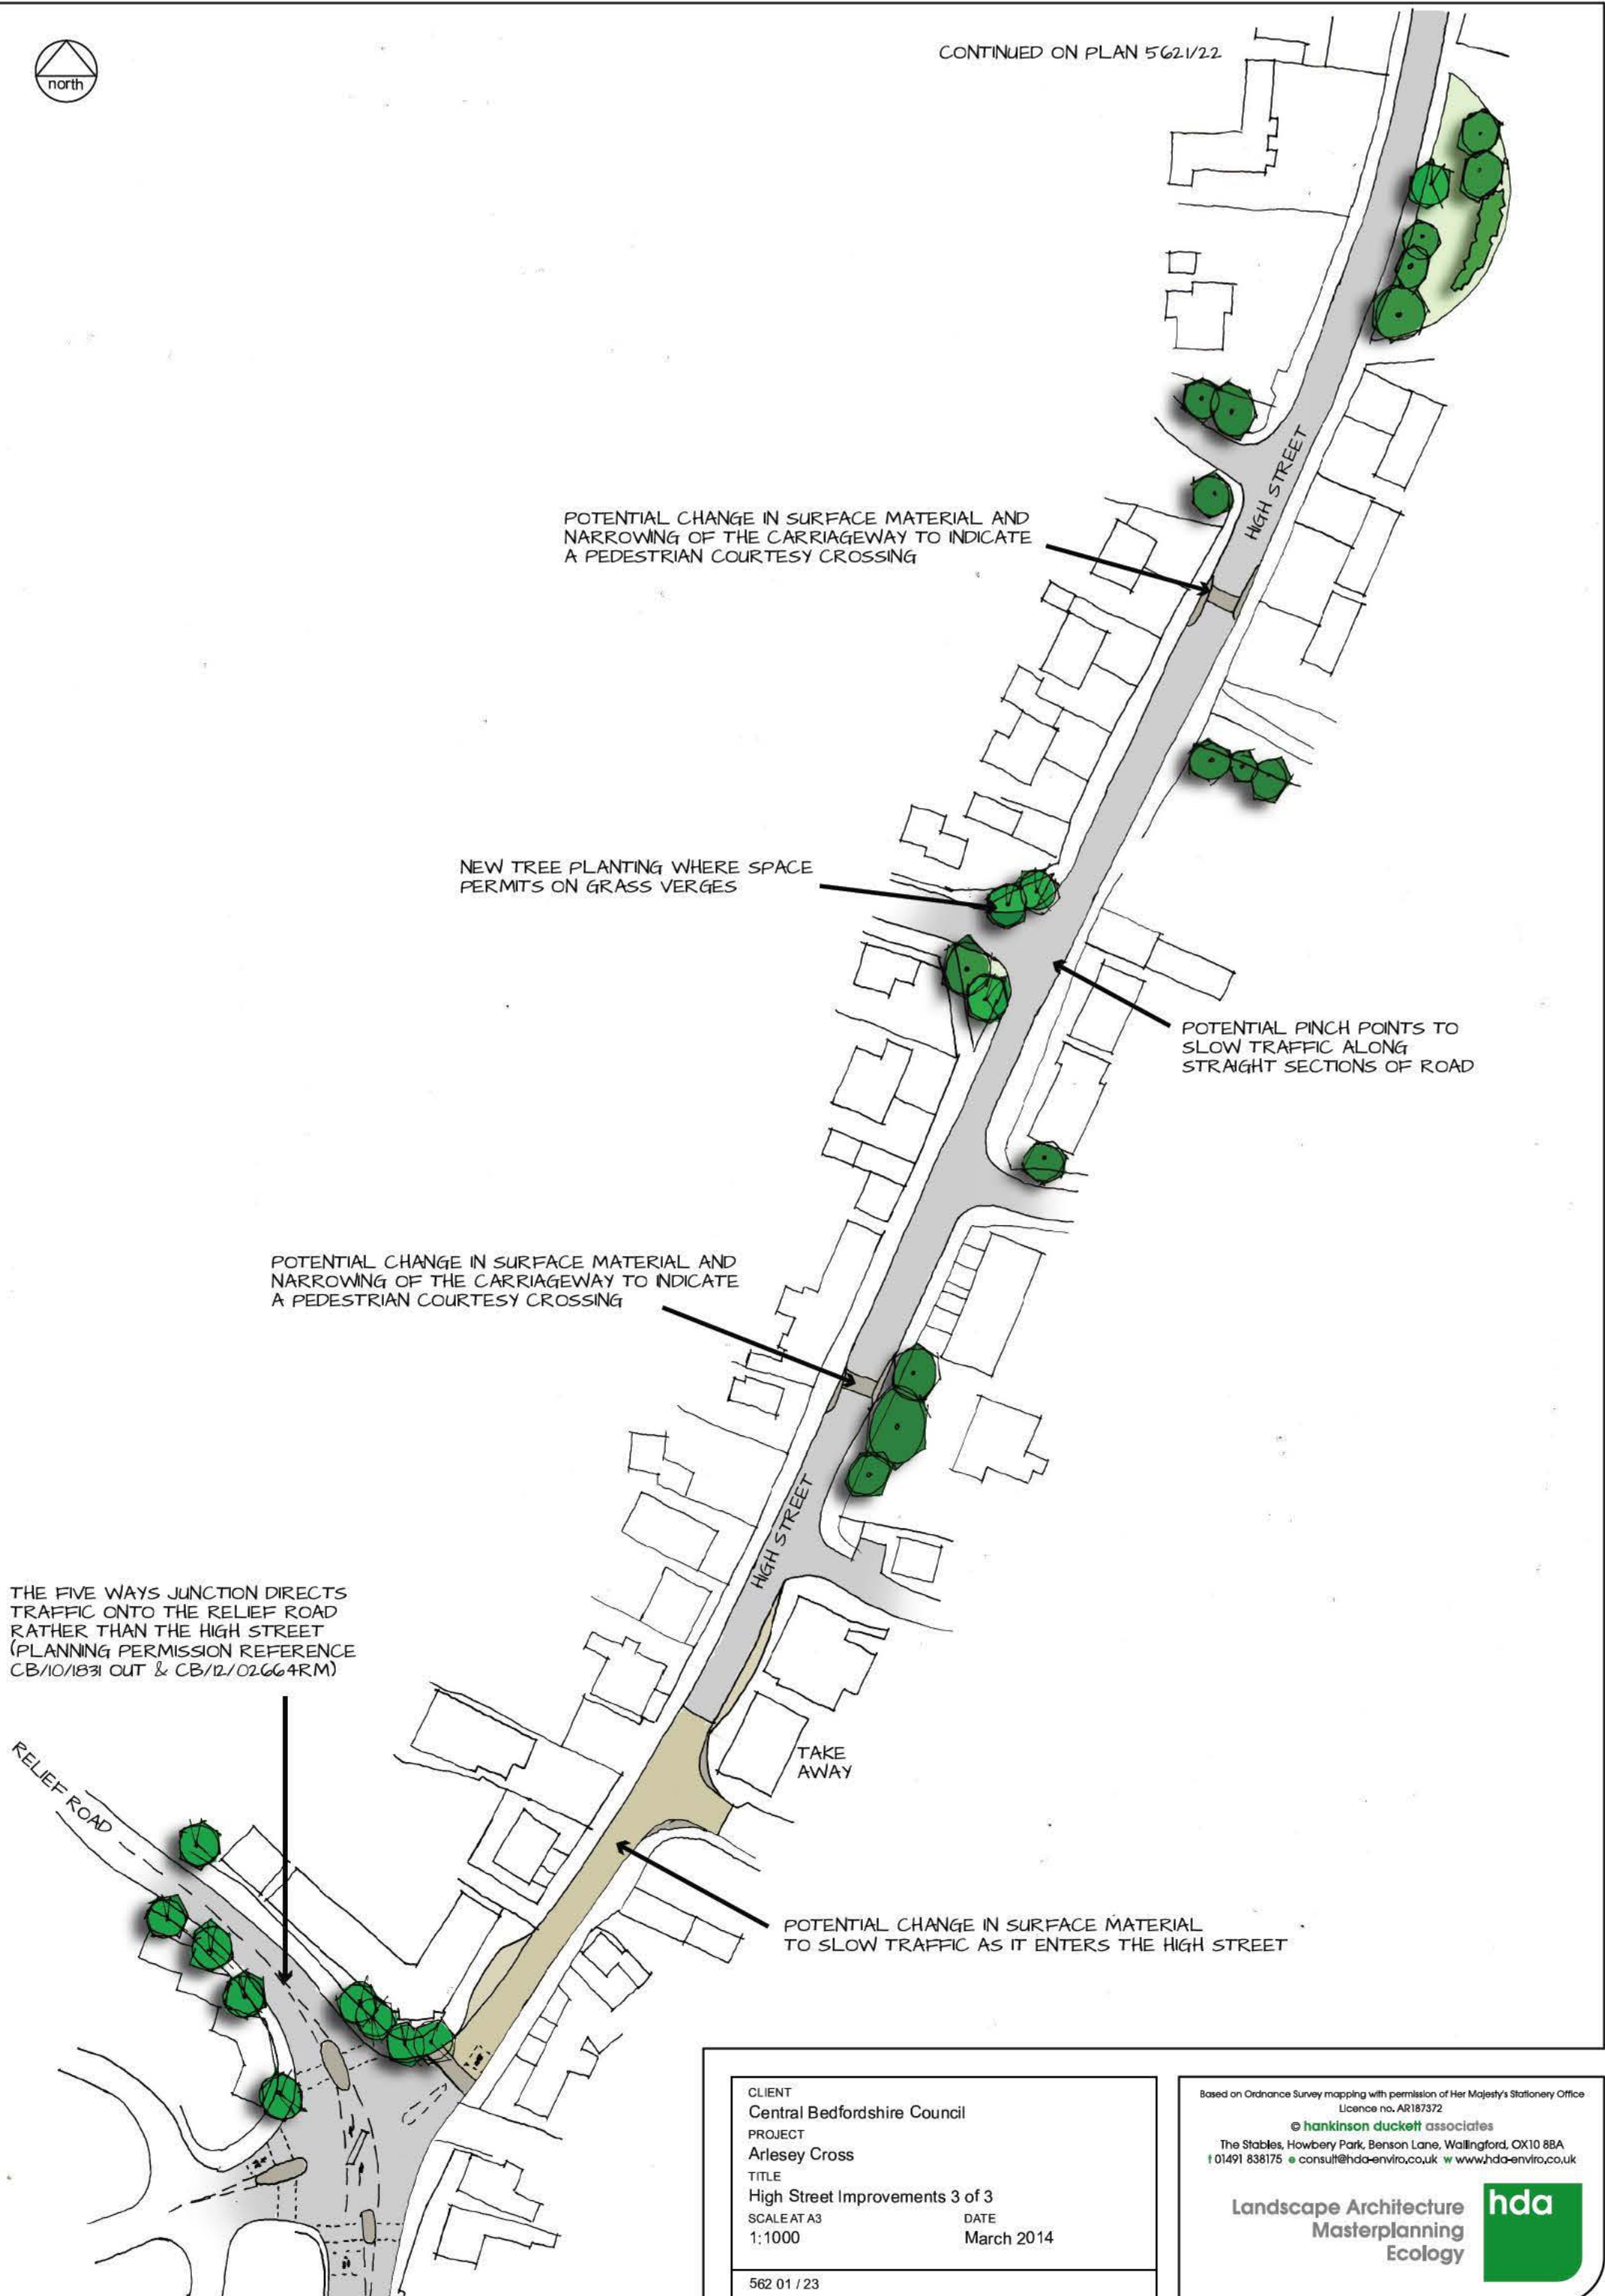 north
CONTINUED ON PLAN 5621/22
HIGH STREET
POTENTIAL CHANGE IN SURFACE MATERIAL AND
NARROWING OF THE CARRIAGEWAY TO INDICATE
A PEDESTRIAN COURTESY CROSSING
NEW TREE PLANTING WHERE SPACE
PERMITS ON GRASS VERGES
POTENTIAL PINCH POINTS TO
SLOW TRAFFIC ALONG
STRAIGHT SECTIONS OF ROAD
POTENTIAL CHANGE IN SURFACE MATERIAL AND
NARROWING OF THE CARRIAGEWAY TO INDICATE
A PEDESTRIAN COURTESY CROSSING
HIGH STREET
THE FIVE WAYS JUNCTION DIRECTS
TRAFFIC ONTO THE RELIEF ROAD
RATHER THAN THE HIGH STREET
(PLANNING PERMISSION REFERENCE
CB/10/1831 OUT & CB/12/02664RM)
RELIEF ROAD
TAKE
AWAY
POTENTIAL CHANGE IN SURFACE MATERIAL
TO SLOW TRAFFIC AS IT ENTERS THE HIGH STREET
CLIENT
Central Bedfordshire Council
PROJECT
Arlesey Cross
TITLE
High Street Improvements 3 of 3
SCALE AT A3 DATE
1:1000 March 2014
562 01 / 23
Based on Ordnance Survey mapping with permission of Her Majesty's Stationery Office
Licence no. AR187372
© hankinson duckett associates
The Stables, Howbery Park, Benson Lane, Wallingford, OX10 8BA
t 01491 838175 e consult@hda-enviro.co.uk w www.hda-enviro.co.uk
Landscape Architecture
Masterplanning
Ecology
hda